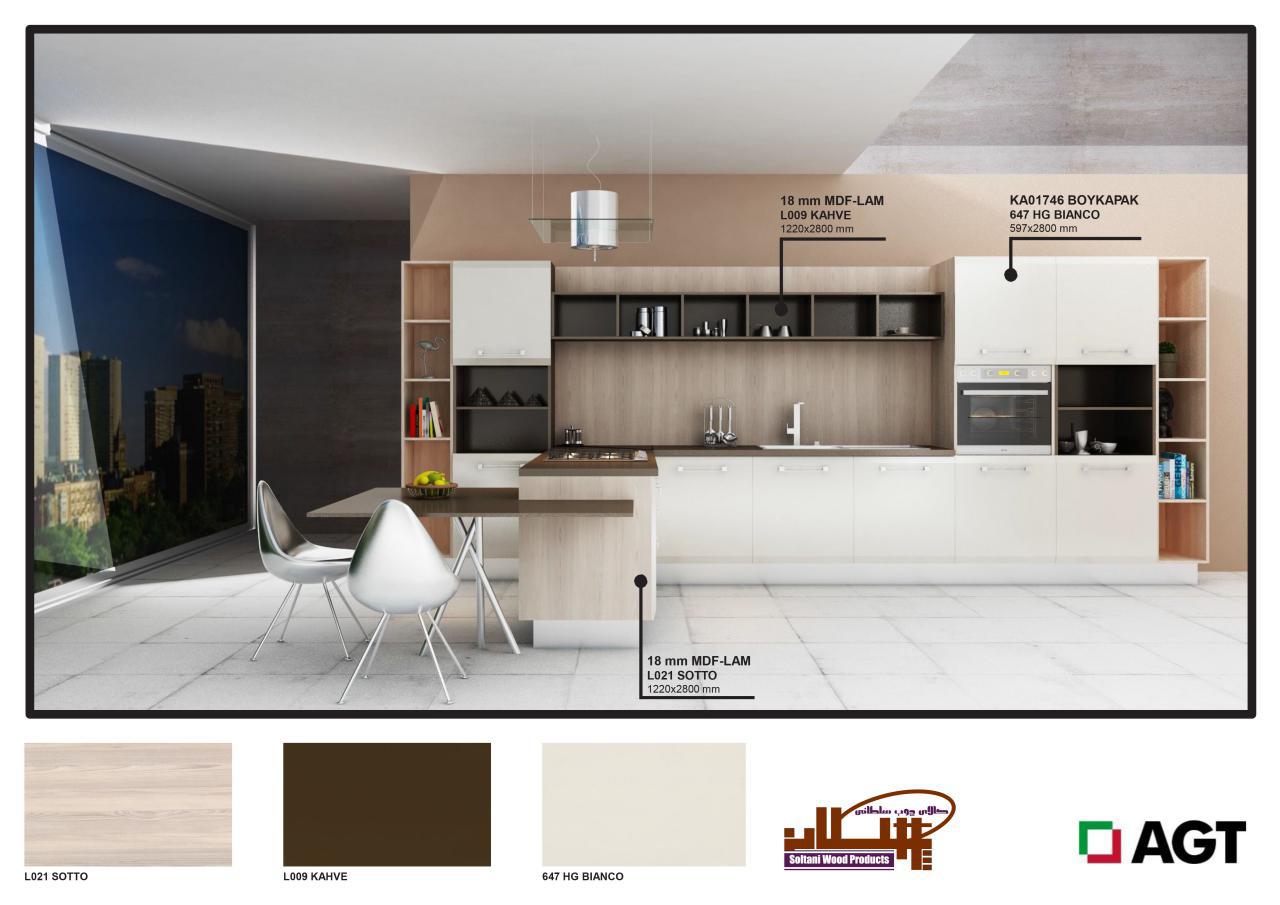 18 mm MDF-LAM
L009 KAHVE
1220x2800 mm
KA01746 BOYKAPAK
647 HG BIANCO
597x2800 mm
18 mm MDF-LAM
L021 SOTTO
1220x2800 mm
L021 SOTTO
L009 KAHVE
647 HG BIANCO
کالای چوب سلطانی
Soltani Wood Products
AGT